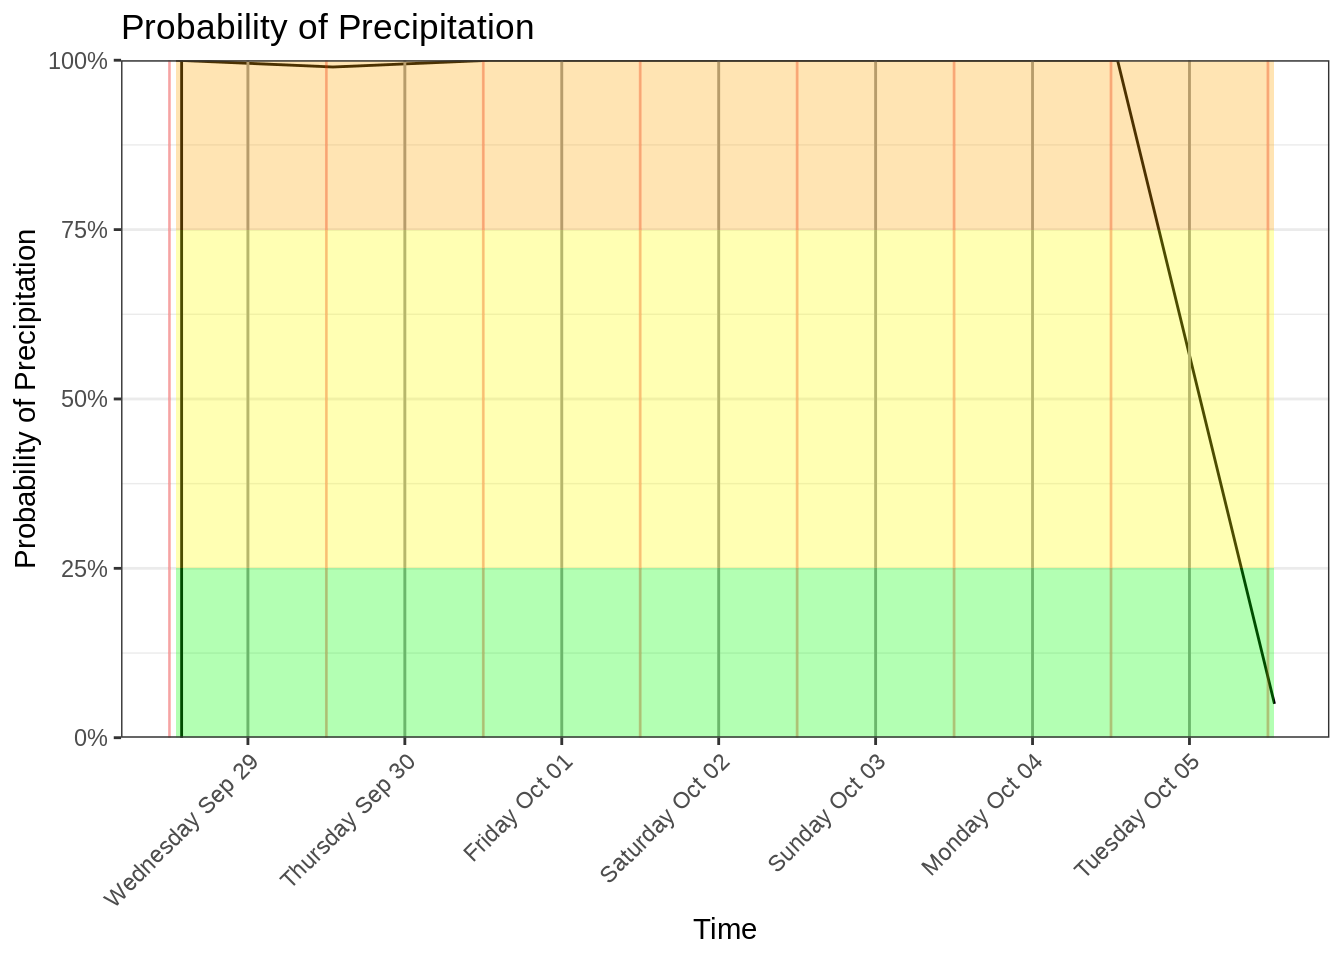 Probability of Precipitation
Probability of Precipitation
100%
75%
50%
25%
0%
Wednesday Sep 29
Thursday Sep 30
Friday Oct 01
Saturday Oct 02
Sunday Oct 03
Monday Oct 04
Tuesday Oct 05
Time